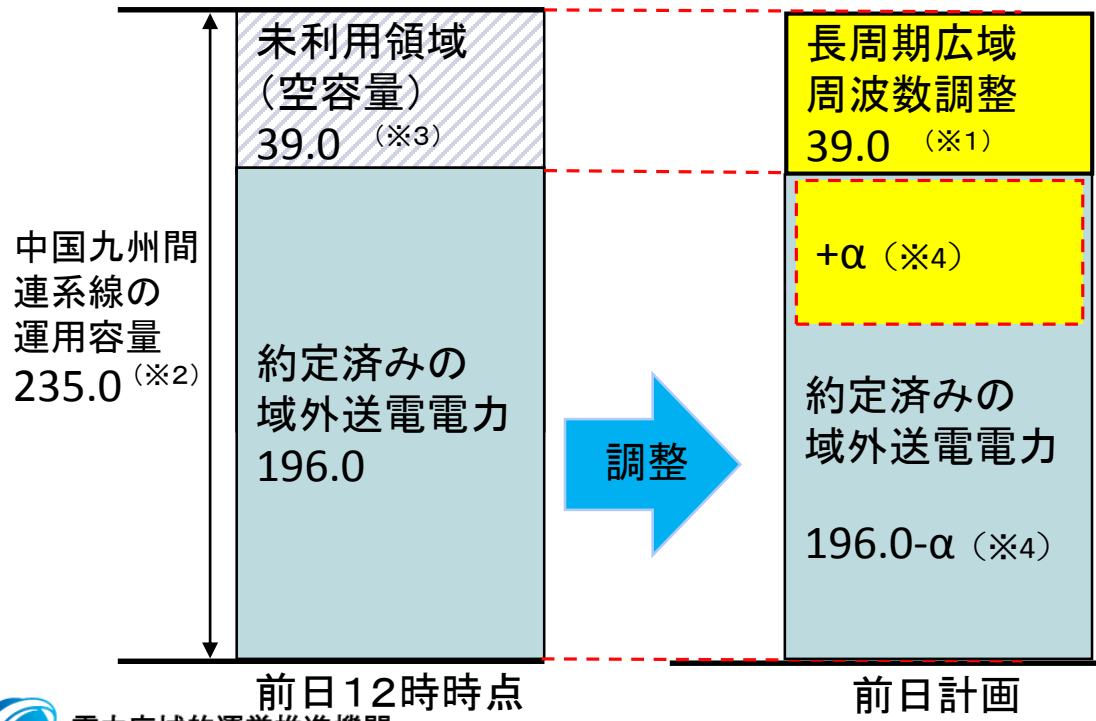 未利用領域
(空容量)
39.0 (※3)
長周期広域
周波数調整
39.0 (※1)
中国九州間
連系線の
運用容量
235.0(※2)
約定済みの
域外送電電力
196.0
調整
+α(※4)
約定済みの
域外送電電力
196.0-α(※4)
前日12時時点
前日計画